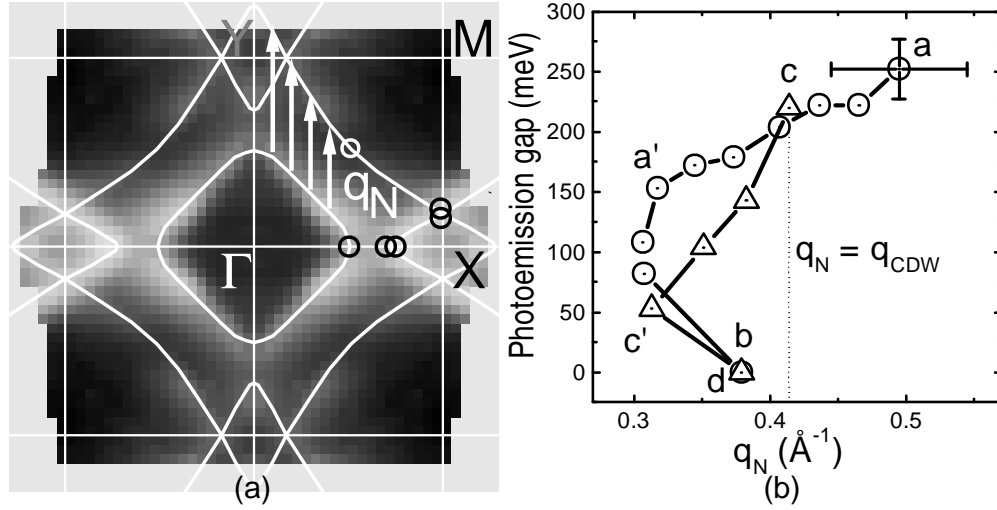 Y
M
q_N
Γ
X
(a)
Photoemission gap (meV)
300
250
200
150
100
50
0
a
c
a'
q_N = q_CDW
c'
b
d
0.3
0.4
0.5
q_N (Å⁻¹)
(b)